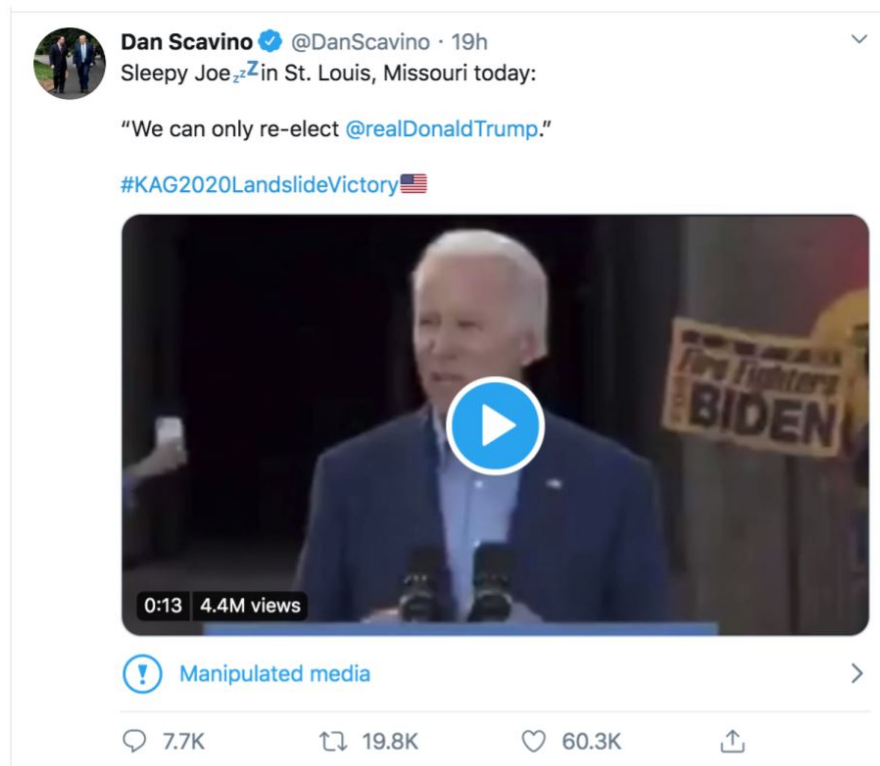 Dan Scavino @DanScavino · 19h
Sleepy Joe💤in St. Louis, Missouri today:
“We can only re-elect @realDonaldTrump.”
#KAG2020LandslideVictory🇺🇸
Fire Fighters
FOR
BIDEN
0:13 4.4M views
Manipulated media
7.7K 19.8K 60.3K